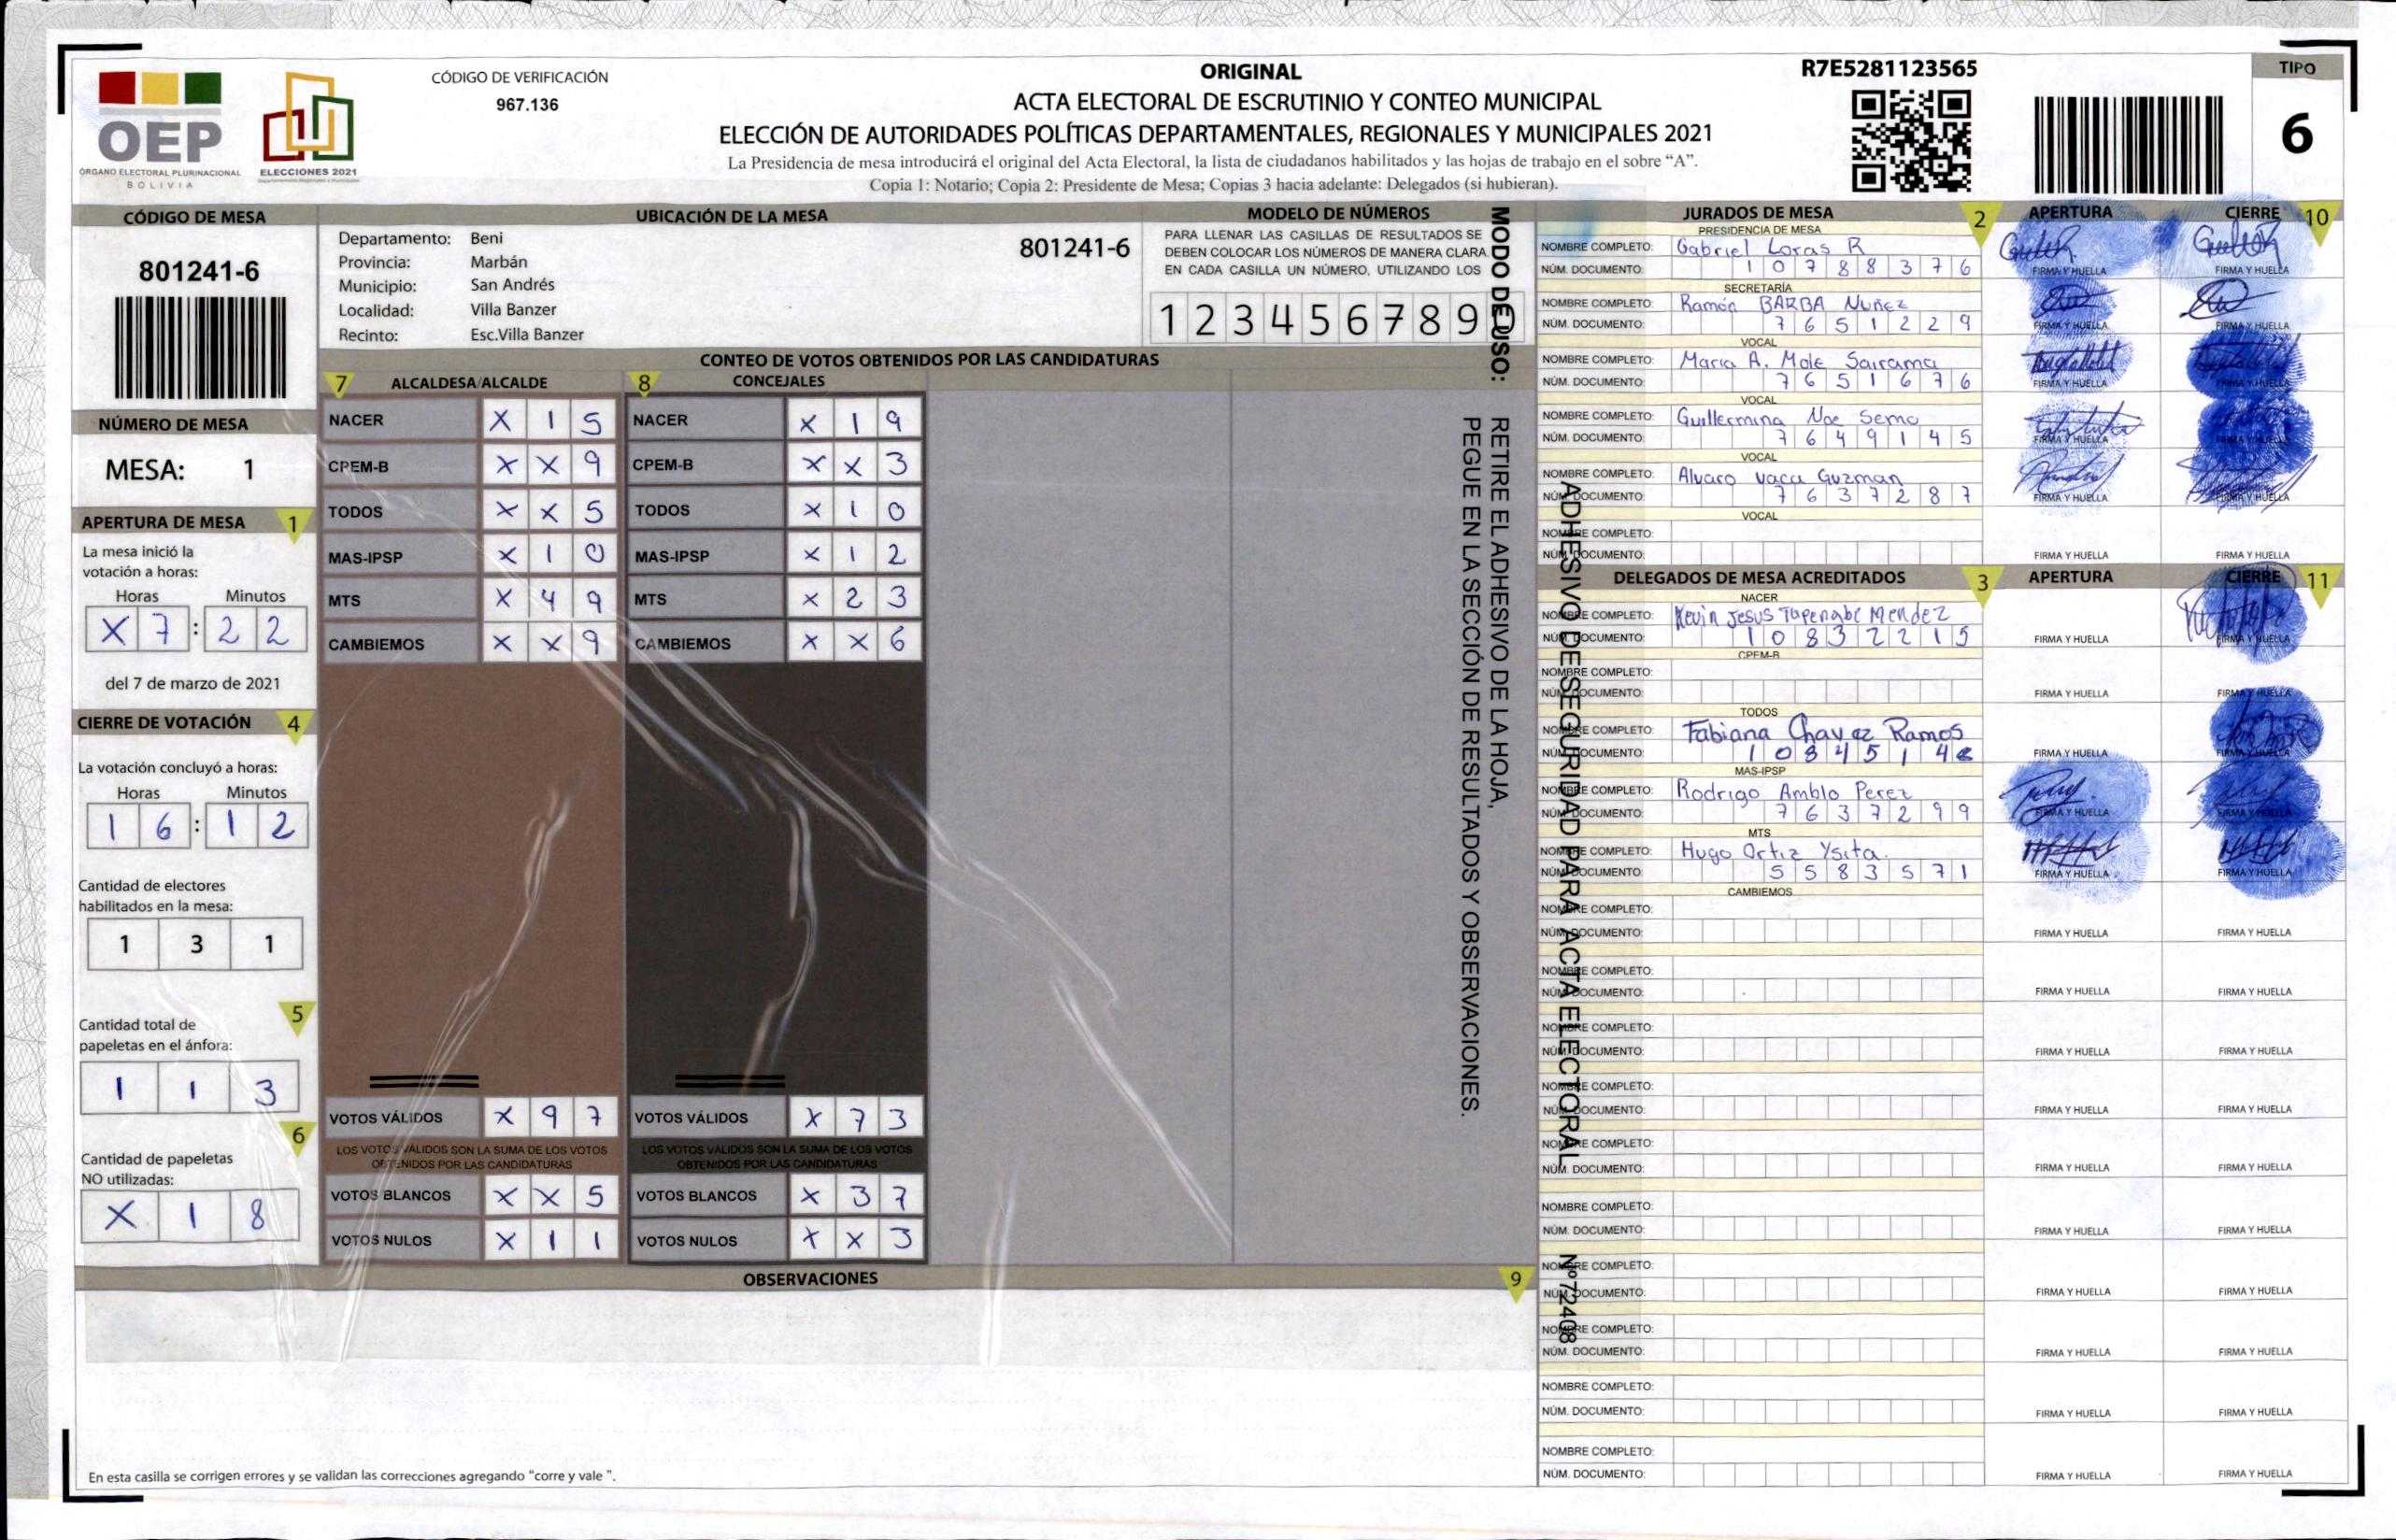 CÓDIGO DE VERIFICACIÓN
967.136
OEP
ÓRGANO ELECTORAL PLURINACIONAL
BOLIVIA
ELECCIONES 2021
ORIGINAL
ACTA ELECTORAL DE ESCRUTINIO Y CONTEO MUNICIPAL
ELECCIÓN DE AUTORIDADES POLÍTICAS DEPARTAMENTALES, REGIONALES Y MUNICIPALES 2021
La Presidencia de mesa introducirá el original del Acta Electoral, la lista de ciudadanos habilitados y las hojas de trabajo en el sobre “A”.
Copia 1: Notario; Copia 2: Presidente de Mesa; Copias 3 hacia adelante: Delegados (si hubieran).
R7E5281123565
TIPO
6
CÓDIGO DE MESA
801241-6
NÚMERO DE MESA
MESA: 1
APERTURA DE MESA 1
La mesa inició la
votación a horas:
Horas Minutos
X 7 : 2 2
del 7 de marzo de 2021
CIERRE DE VOTACIÓN 4
La votación concluyó a horas:
Horas Minutos
1 6 : 1 2
Cantidad de electores
habilitados en la mesa:
1 3 1
5
Cantidad total de
papeletas en el ánfora:
1 1 3
6
Cantidad de papeletas
NO utilizadas:
X 1 8
UBICACIÓN DE LA MESA
Departamento: Beni
801241-6
Provincia: Marbán
Municipio: San Andrés
Localidad: Villa Banzer
Recinto: Esc.Villa Banzer
MODELO DE NÚMEROS
PARA LLENAR LAS CASILLAS DE RESULTADOS SE
DEBEN COLOCAR LOS NÚMEROS DE MANERA CLARA.
EN CADA CASILLA UN NÚMERO, UTILIZANDO LOS
1 2 3 4 5 6 7 8 9 0
CONTEO DE VOTOS OBTENIDOS POR LAS CANDIDATURAS
7 ALCALDESA/ALCALDE
NACER X 1 5
CPEM-B X X 9
TODOS X X 5
MAS-IPSP X 1 0
MTS X 4 9
CAMBIEMOS X X 9
VOTOS VÁLIDOS X 9 7
LOS VOTOS VÁLIDOS SON LA SUMA DE LOS VOTOS
OBTENIDOS POR LAS CANDIDATURAS
VOTOS BLANCOS X X 5
VOTOS NULOS X 1 1
8 CONCEJALES
NACER X 1 9
CPEM-B X X 3
TODOS X 1 0
MAS-IPSP X 1 2
MTS X 2 3
CAMBIEMOS X X 6
VOTOS VÁLIDOS X 7 3
LOS VOTOS VÁLIDOS SON LA SUMA DE LOS VOTOS
OBTENIDOS POR LAS CANDIDATURAS
VOTOS BLANCOS X 3 7
VOTOS NULOS X X 3
MODO DE USO: RETIRE EL ADHESIVO DE LA HOJA,
PEGUE EN LA SECCIÓN DE RESULTADOS Y OBSERVACIONES.
ADHESIVO DE SEGURIDAD PARA ACTA ELECTORAL Nº72408
OBSERVACIONES 9
En esta casilla se corrigen errores y se validan las correcciones agregando “corre y vale ”.
JURADOS DE MESA 2 APERTURA CIERRE 10
PRESIDENCIA DE MESA
NOMBRE COMPLETO: Gabriel Loras R
NÚM. DOCUMENTO: 1 0 7 8 8 3 7 6 FIRMA Y HUELLA FIRMA Y HUELLA
SECRETARÍA
NOMBRE COMPLETO: Ramón BARBA Nuñez
NÚM. DOCUMENTO: 7 6 5 1 2 2 9 FIRMA Y HUELLA FIRMA Y HUELLA
VOCAL
NOMBRE COMPLETO: Maria A. Mole Sairama
NÚM. DOCUMENTO: 7 6 5 1 6 7 6 FIRMA Y HUELLA FIRMA Y HUELLA
VOCAL
NOMBRE COMPLETO: Guillermina Noe Semo
NÚM. DOCUMENTO: 7 6 4 9 1 4 5 FIRMA Y HUELLA FIRMA Y HUELLA
VOCAL
NOMBRE COMPLETO: Alvaro Vaca Guzman
NÚM. DOCUMENTO: 7 6 3 7 2 8 7 FIRMA Y HUELLA FIRMA Y HUELLA
VOCAL
NOMBRE COMPLETO:
NÚM. DOCUMENTO: FIRMA Y HUELLA FIRMA Y HUELLA
DELEGADOS DE MESA ACREDITADOS 3 APERTURA CIERRE 11
NACER
NOMBRE COMPLETO: Kevin Jesus Mendez
NÚM. DOCUMENTO: 1 0 8 3 2 2 1 5 FIRMA Y HUELLA FIRMA Y HUELLA
CPEM-B
NOMBRE COMPLETO:
NÚM. DOCUMENTO: FIRMA Y HUELLA FIRMA Y HUELLA
TODOS
NOMBRE COMPLETO: Fabiana Chavez Ramos
NÚM. DOCUMENTO: 1 0 8 4 5 1 4 FIRMA Y HUELLA FIRMA Y HUELLA
MAS-IPSP
NOMBRE COMPLETO: Rodrigo Amblo Perez
NÚM. DOCUMENTO: 7 6 3 7 2 9 9 FIRMA Y HUELLA FIRMA Y HUELLA
MTS
NOMBRE COMPLETO: Hugo Ortiz Ysita.
NÚM. DOCUMENTO: 5 5 8 3 5 7 1 FIRMA Y HUELLA FIRMA Y HUELLA
CAMBIEMOS
NOMBRE COMPLETO:
NÚM. DOCUMENTO: FIRMA Y HUELLA FIRMA Y HUELLA
NOMBRE COMPLETO:
NÚM. DOCUMENTO: FIRMA Y HUELLA FIRMA Y HUELLA
NOMBRE COMPLETO:
NÚM. DOCUMENTO: FIRMA Y HUELLA FIRMA Y HUELLA
NOMBRE COMPLETO:
NÚM. DOCUMENTO: FIRMA Y HUELLA FIRMA Y HUELLA
NOMBRE COMPLETO:
NÚM. DOCUMENTO: FIRMA Y HUELLA FIRMA Y HUELLA
NOMBRE COMPLETO:
NÚM. DOCUMENTO: FIRMA Y HUELLA FIRMA Y HUELLA
NOMBRE COMPLETO:
NÚM. DOCUMENTO: FIRMA Y HUELLA FIRMA Y HUELLA
NOMBRE COMPLETO:
NÚM. DOCUMENTO: FIRMA Y HUELLA FIRMA Y HUELLA
NOMBRE COMPLETO:
NÚM. DOCUMENTO: FIRMA Y HUELLA FIRMA Y HUELLA
NOMBRE COMPLETO:
NÚM. DOCUMENTO: FIRMA Y HUELLA FIRMA Y HUELLA